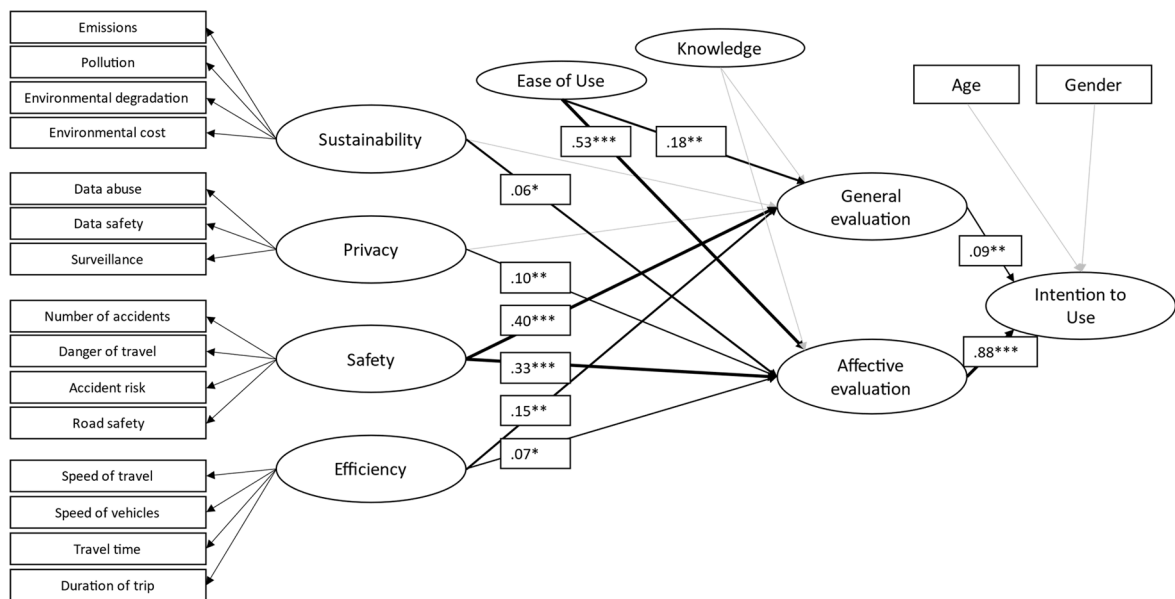 Emissions
Pollution
Environmental degradation
Environmental cost
Data abuse
Data safety
Surveillance
Number of accidents
Danger of travel
Accident risk
Road safety
Speed of travel
Speed of vehicles
Travel time
Duration of trip
Sustainability
Privacy
Safety
Efficiency
Ease of Use
Knowledge
.53***
.18**
.06*
.10**
.40***
.33***
.15**
.07*
General
evaluation
Affective
evaluation
Age
Gender
.09**
.88***
Intention to
Use